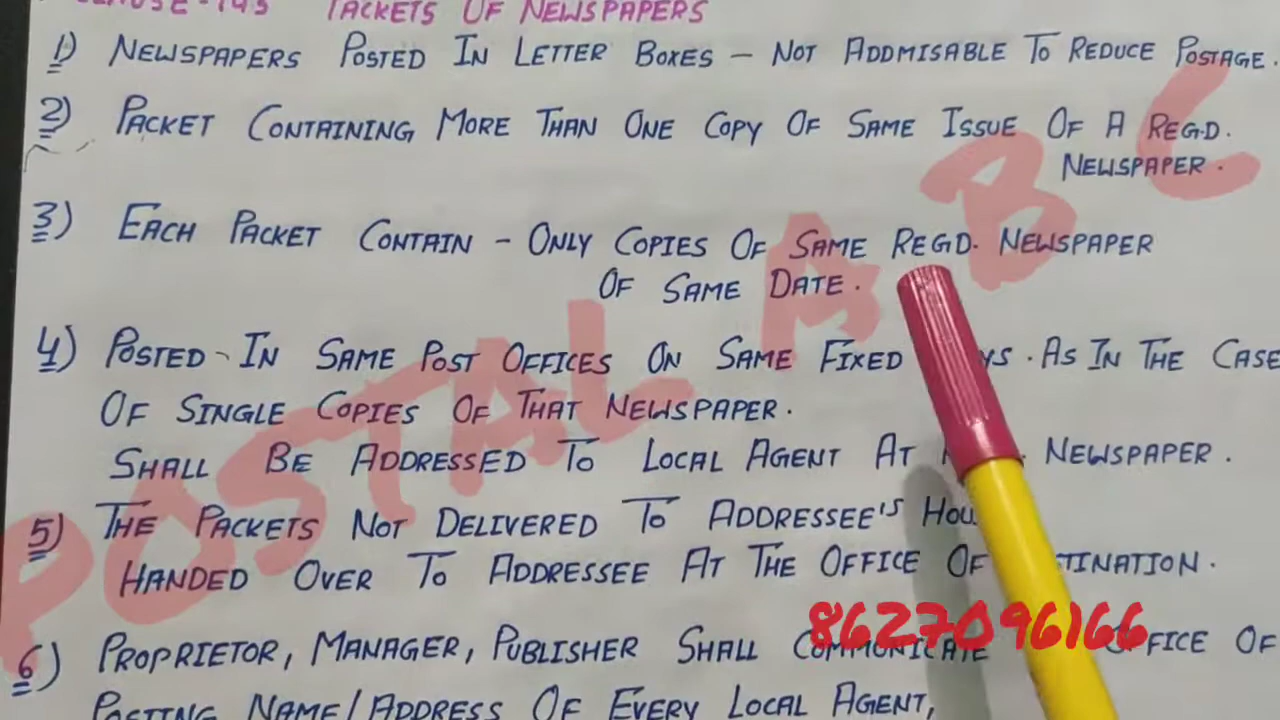 PACKETS OF NEWSPAPERS
1) NEWSPAPERS POSTED IN LETTER BOXES - NOT ADDMISABLE TO REDUCE POSTAGE.
2) PACKET CONTAINING MORE THAN ONE COPY OF SAME ISSUE OF A REGD.
NEWSPAPER.
3) EACH PACKET CONTAIN - ONLY COPIES OF SAME REGD. NEWSPAPER
OF SAME DATE.
4) POSTED - IN SAME POST OFFICES ON SAME FIXED . AS IN THE CASE
OF SINGLE COPIES OF THAT NEWSPAPER.
SHALL BE ADDRESSED TO LOCAL AGENT AT NEWSPAPER.
5) THE PACKETS NOT DELIVERED TO ADDRESSEE'S
HANDED OVER TO ADDRESSEE AT THE OFFICE OF
6) PROPRIETOR, MANAGER, PUBLISHER SHALL COMMUNICATE OFFICE OF
POSTING NAME/ADDRESS OF EVERY LOCAL AGENT,
POSTAL ABC
8627096166